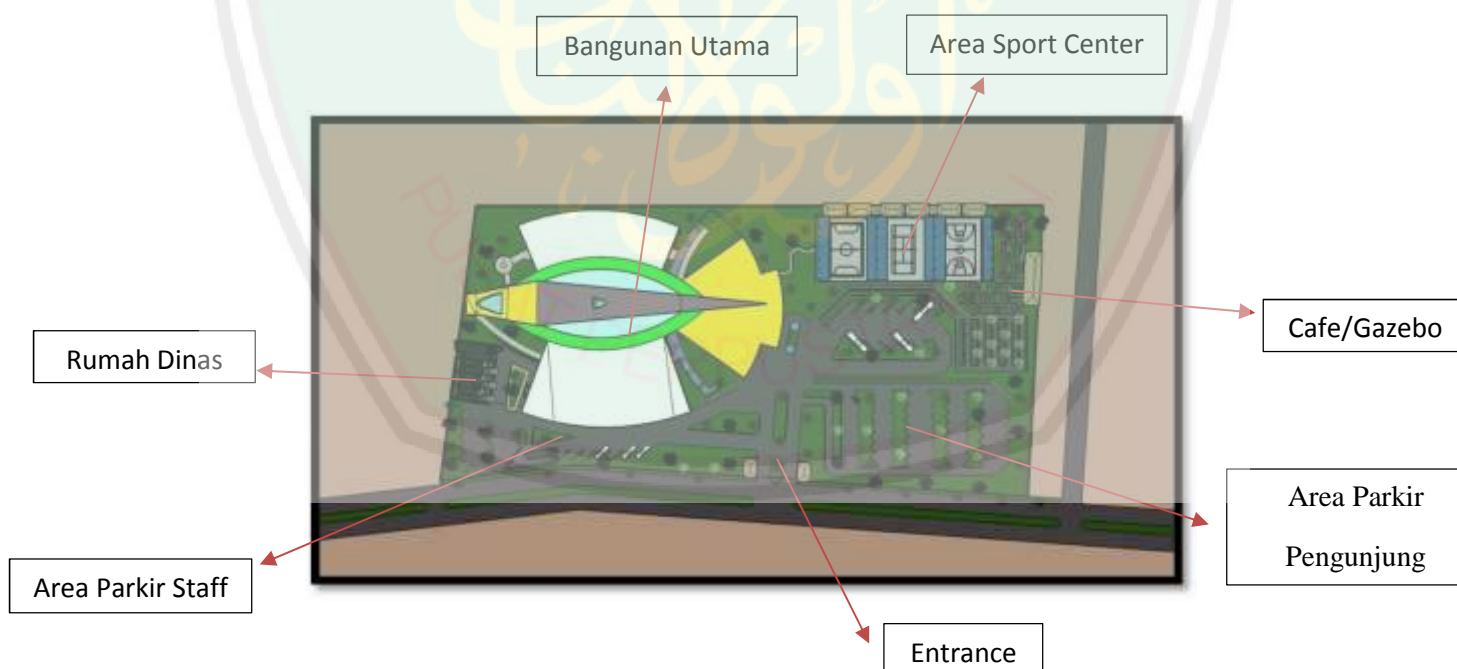 Bangunan Utama
Area Sport Center
Rumah Dinas
Cafe/Gazebo
Area Parkir Staff
Area Parkir
Pengunjung
Entrance